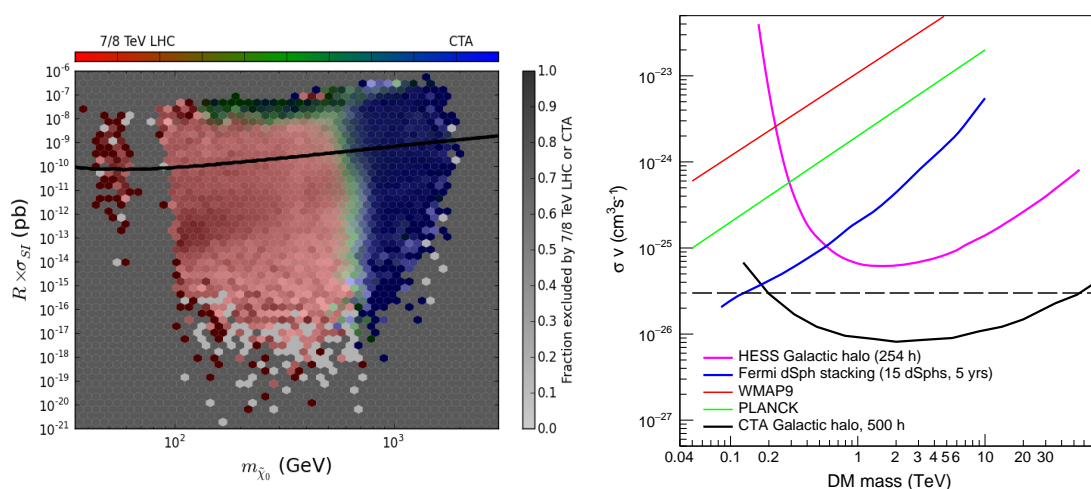 7/8 TeV LHC CTA
10⁻⁶
10⁻⁷
10⁻⁸
10⁻⁹
10⁻¹⁰
10⁻¹¹
10⁻¹²
10⁻¹³
10⁻¹⁴
10⁻¹⁵
10⁻¹⁶
10⁻¹⁷
10⁻¹⁸
10⁻¹⁹
10⁻²⁰
10⁻²¹
R × σ_SI (pb)
10² 10³
m_χ̃₀ (GeV)
1.0
0.9
0.8
0.7
0.6
0.5
0.4
0.3
0.2
0.1
0.0
Fraction excluded by 7/8 TeV LHC or CTA
10⁻²³
10⁻²⁴
10⁻²⁵
10⁻²⁶
10⁻²⁷
σ v (cm³s⁻¹)
HESS Galactic halo (254 h)
Fermi dSph stacking (15 dSphs, 5 yrs)
WMAP9
PLANCK
CTA Galactic halo, 500 h
0.04 0.1 0.2 1 2 3 4 5 6 10 20 30
DM mass (TeV)